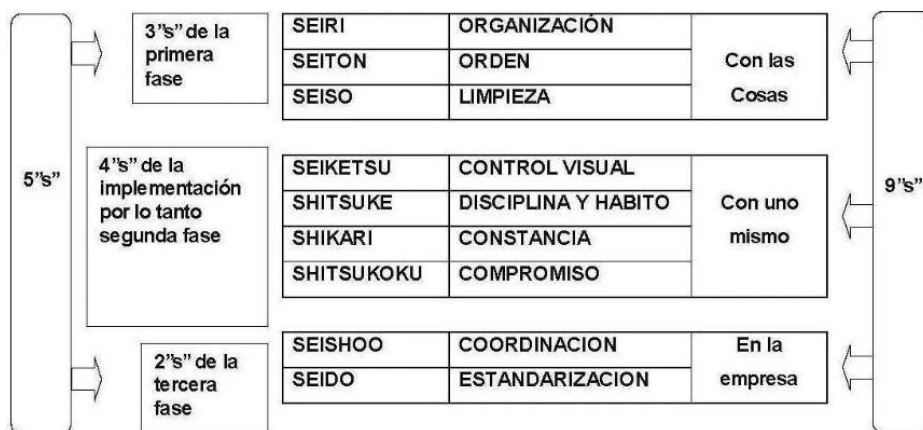 5"s"
3"s" de la
primera
fase
SEIRI ORGANIZACIÓN
SEITON ORDEN
SEISO LIMPIEZA
Con las
Cosas
4"s" de la
implementación
por lo tanto
segunda fase
SEIKETSU CONTROL VISUAL
SHITSUKE DISCIPLINA Y HABITO
SHIKARI CONSTANCIA
SHITSUKOKU COMPROMISO
Con uno
mismo
2"s" de la
tercera
fase
SEISHOO COORDINACION
SEIDO ESTANDARIZACION
En la
empresa
9"s"